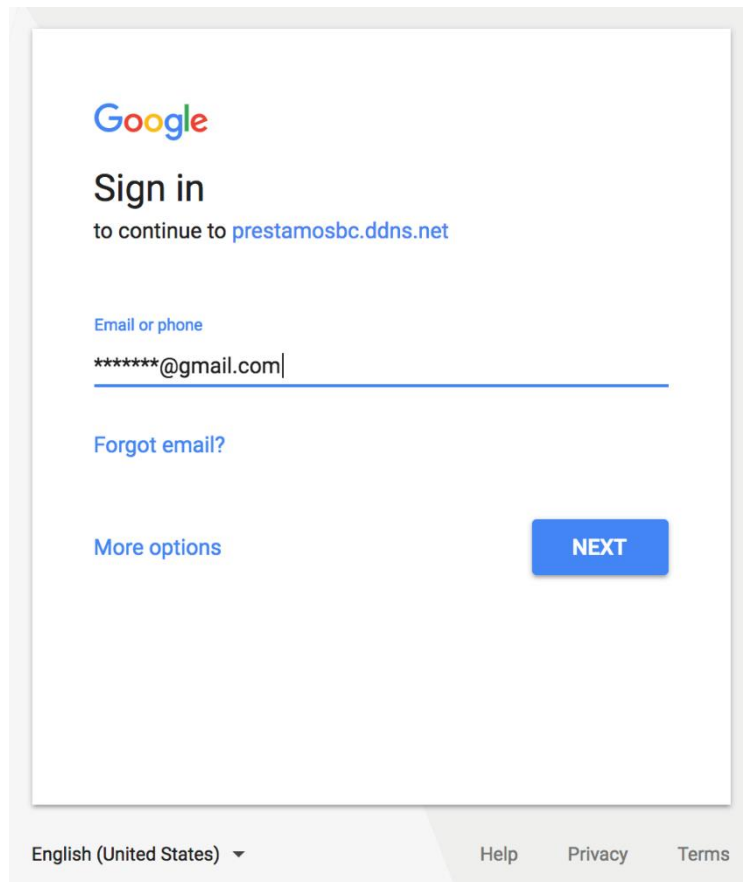 Google
Sign in
to continue to prestamosbc.ddns.net
Email or phone
*******@gmail.com
Forgot email?
More options
NEXT
English (United States)
Help Privacy Terms